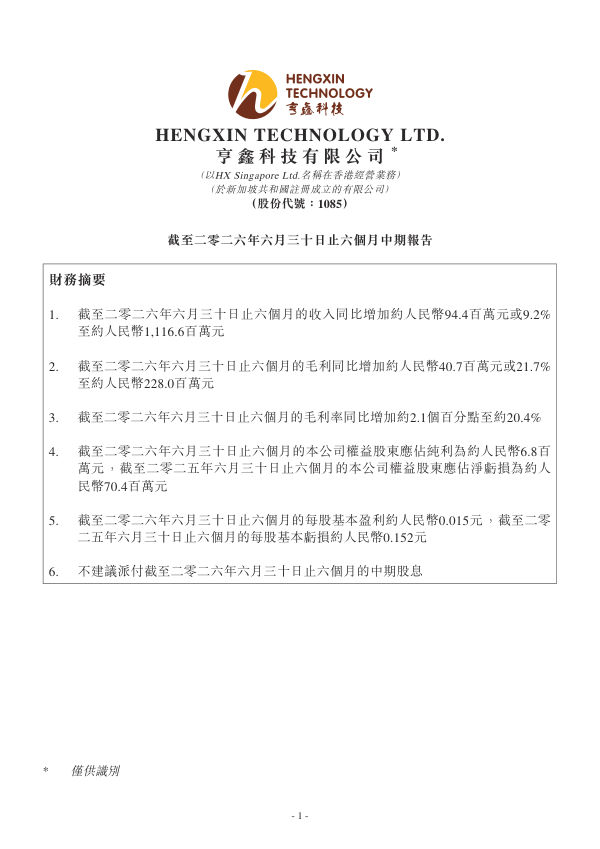 HENGXIN
TECHNOLOGY
亨鑫科技
HENGXIN TECHNOLOGY LTD.
亨鑫科技有限公司*
(以HX Singapore Ltd.名稱在香港經營業務)
(於新加坡共和國註冊成立的有限公司)
(股份代號：1085)
截至二零二六年六月三十日止六個月中期報告
財務摘要
1. 截至二零二六年六月三十日止六個月的收入同比增加約人民幣94.4百萬元或9.2%
至約人民幣1,116.6百萬元
2. 截至二零二六年六月三十日止六個月的毛利同比增加約人民幣40.7百萬元或21.7%
至約人民幣228.0百萬元
3. 截至二零二六年六月三十日止六個月的毛利率同比增加約2.1個百分點至約20.4%
4. 截至二零二六年六月三十日止六個月的本公司權益股東應佔純利為約人民幣6.8百
萬元，截至二零二五年六月三十日止六個月的本公司權益股東應佔淨虧損為約人
民幣70.4百萬元
5. 截至二零二六年六月三十日止六個月的每股基本盈利約人民幣0.015元，截至二零
二五年六月三十日止六個月的每股基本虧損約人民幣0.152元
6. 不建議派付截至二零二六年六月三十日止六個月的中期股息
* 僅供識別
- 1 -